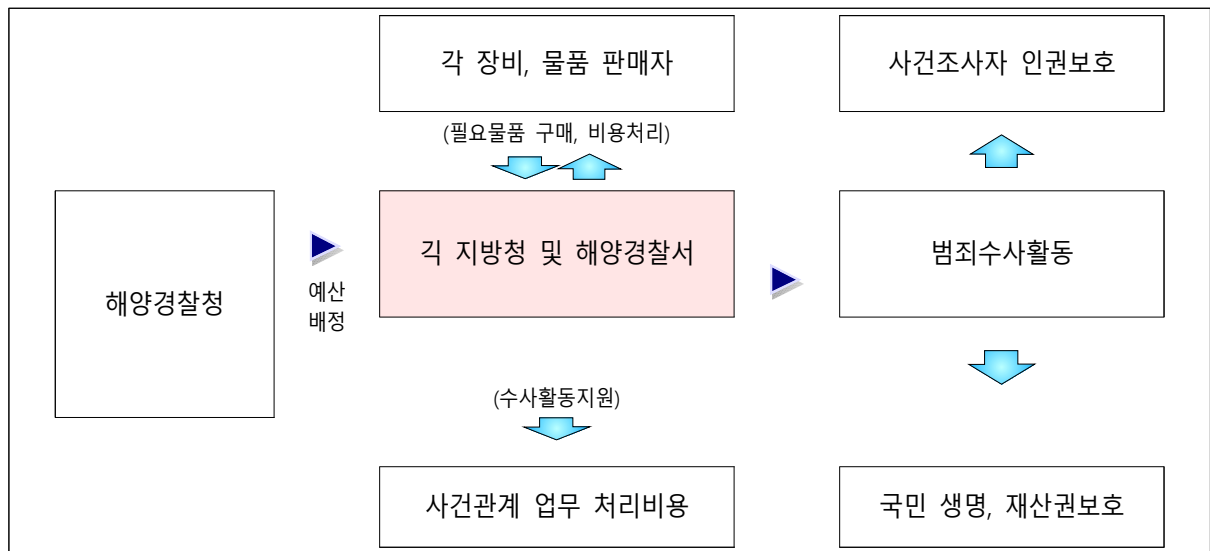 각 장비, 물품 판매자
사건조사자 인권보호
(필요물품 구매, 비용처리)
해양경찰청
예산
배정
긱 지방청 및 해양경찰서
범죄수사활동
(수사활동지원)
사건관계 업무 처리비용
국민 생명, 재산권보호